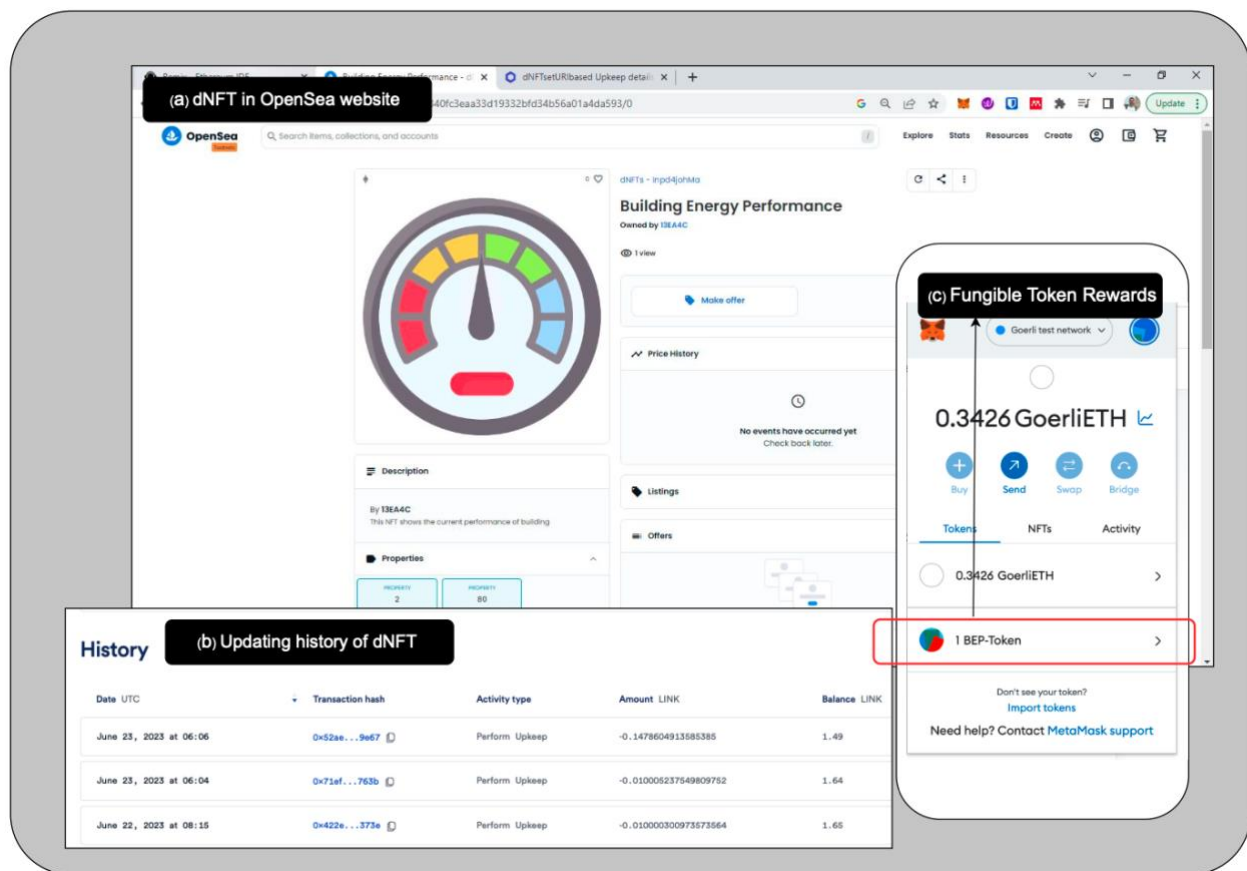 Building Energy Performance - d
dNFTsetURIbased Upkeep detail
(a) dNFT in OpenSea website
40fc3eaa33d19332bfd34b56a01a4da593/0
Update
OpenSea
Testnets
Search items, collections, and accounts
/
Explore Stats Resources Create
0
dNFTs - inpd4johMa
Building Energy Performance
Owned by 13EA4C
1 view
Make offer
Price History
No events have occurred yet
Check back later.
Listings
Offers
Description
By 13EA4C
This NFT shows the current performance of building
Properties
PROPERTY
2
PROPERTY
80
(c) Fungible Token Rewards
Goerli test network
0.3426 GoerliETH
Buy Send Swap Bridge
Tokens NFTs Activity
0.3426 GoerliETH
1 BEP-Token
Don't see your token?
Import tokens
Need help? Contact MetaMask support
History
(b) Updating history of dNFT
Date UTC Transaction hash Activity type Amount LINK Balance LINK
June 23, 2023 at 06:06 0x52ae...9e67 Perform Upkeep -0.1478604913585385 1.49
June 23, 2023 at 06:04 0x71ef...763b Perform Upkeep -0.010005237549809752 1.64
June 22, 2023 at 08:15 0x422e...373e Perform Upkeep -0.010000300973573564 1.65